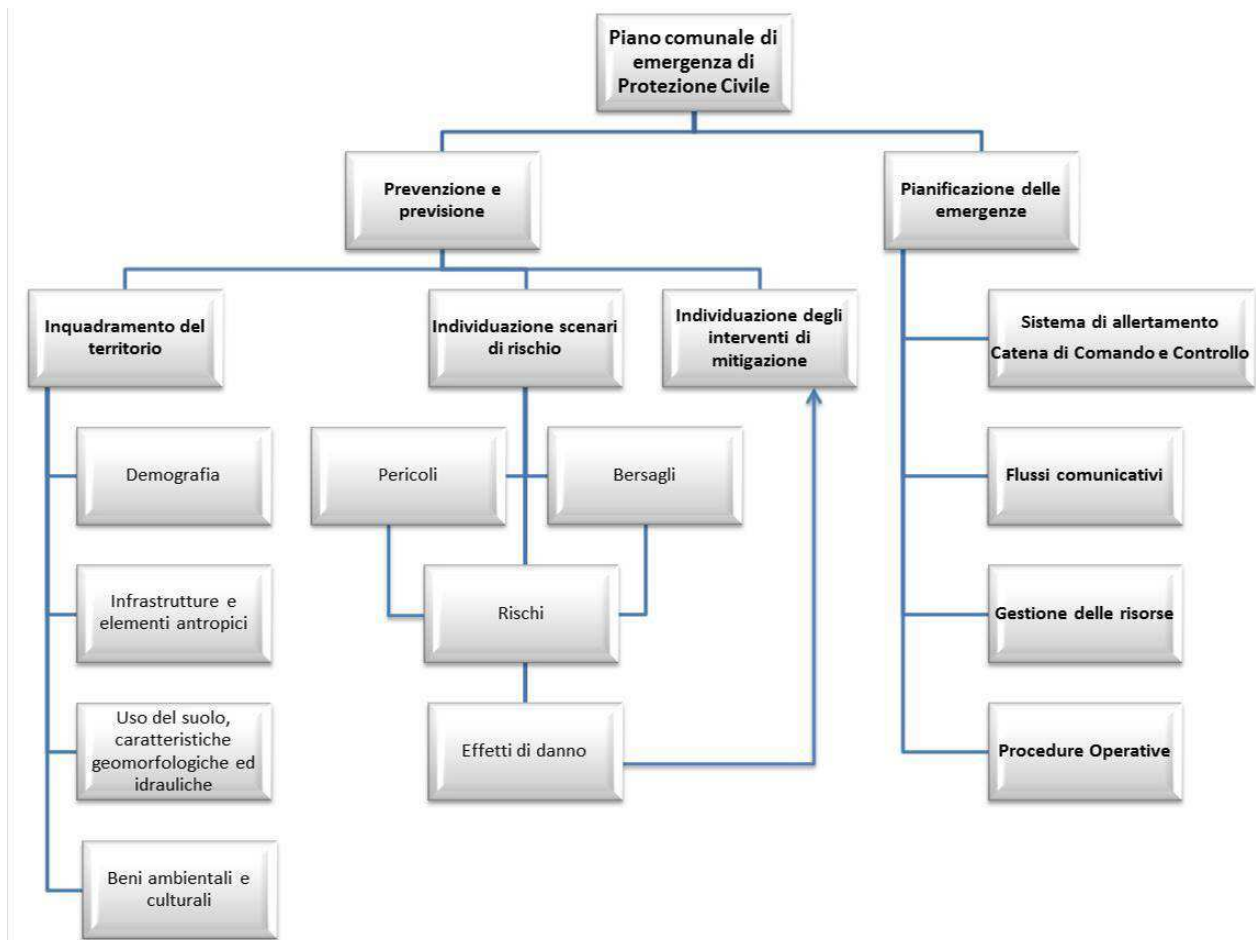 Piano comunale di
emergenza di
Protezione Civile
Prevenzione e
previsione
Pianificazione delle
emergenze
Inquadramento del
territorio
Individuazione scenari
di rischio
Individuazione degli
interventi di
mitigazione
Sistema di allertamento
Catena di Comando e Controllo
Demografia
Pericoli
Bersagli
Flussi comunicativi
Infrastrutture e
elementi antropici
Rischi
Gestione delle risorse
Uso del suolo,
caratteristiche
geomorfologiche ed
idrauliche
Effetti di danno
Procedure Operative
Beni ambientali e
culturali